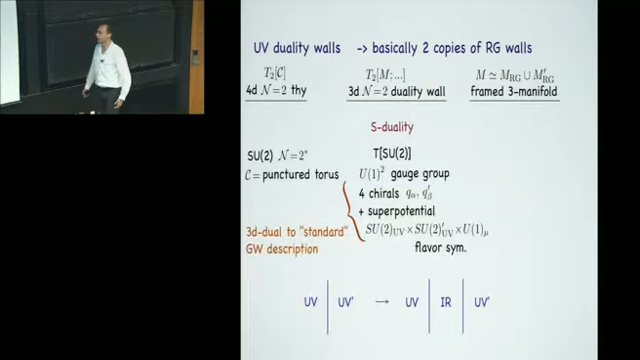 UV duality walls -> basically 2 copies of RG walls
T₂[𝒞] T₂[M;...] M ≃ M_RG ∪ M′_RG
4d 𝒩=2 thy 3d 𝒩=2 duality wall framed 3-manifold
S-duality
SU(2) 𝒩=2* T[SU(2)]
𝒞= punctured torus U(1)² gauge group
4 chirals q_α, q′_β
+ superpotential
3d-dual to "standard" SU(2)_UV × SU(2)′_UV × U(1)_μ
GW description flavor sym.
UV | UV' → UV | IR | UV'